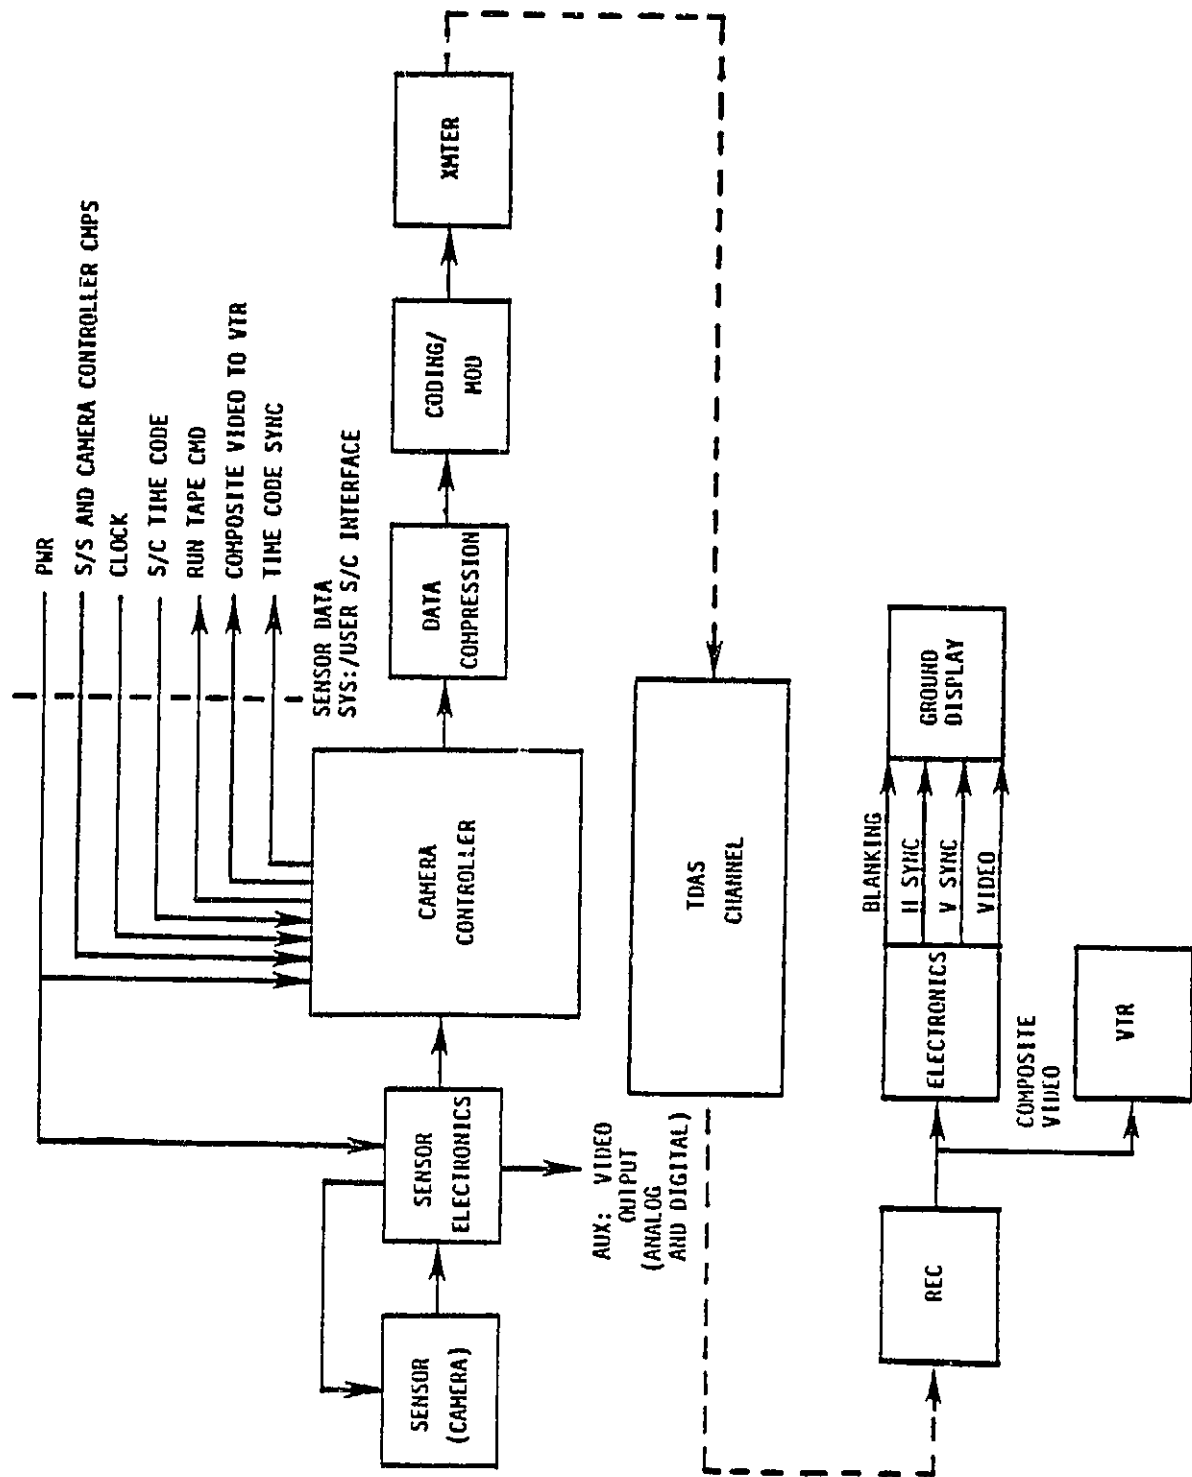 PWR
S/S AND CAMERA CONTROLLER CMPS
CLOCK
S/C TIME CODE
RUN TAPE CMD
COMPOSITE VIDEO TO VTR
TIME CODE SYNC
SENSOR DATA
SYS:/USER S/C INTERFACE
SENSOR
(CAMERA)
SENSOR
ELECTRONICS
CAMERA
CONTROLLER
DATA
COMPRESSION
CODING/
MOD
XMTER
AUX: VIDEO
OUTPUT
(ANALOG
AND DIGITAL)
TDAS
CHANNEL
REC
ELECTRONICS
BLANKING
H SYNC
V SYNC
VIDEO
GROUND
DISPLAY
COMPOSITE
VIDEO
VTR